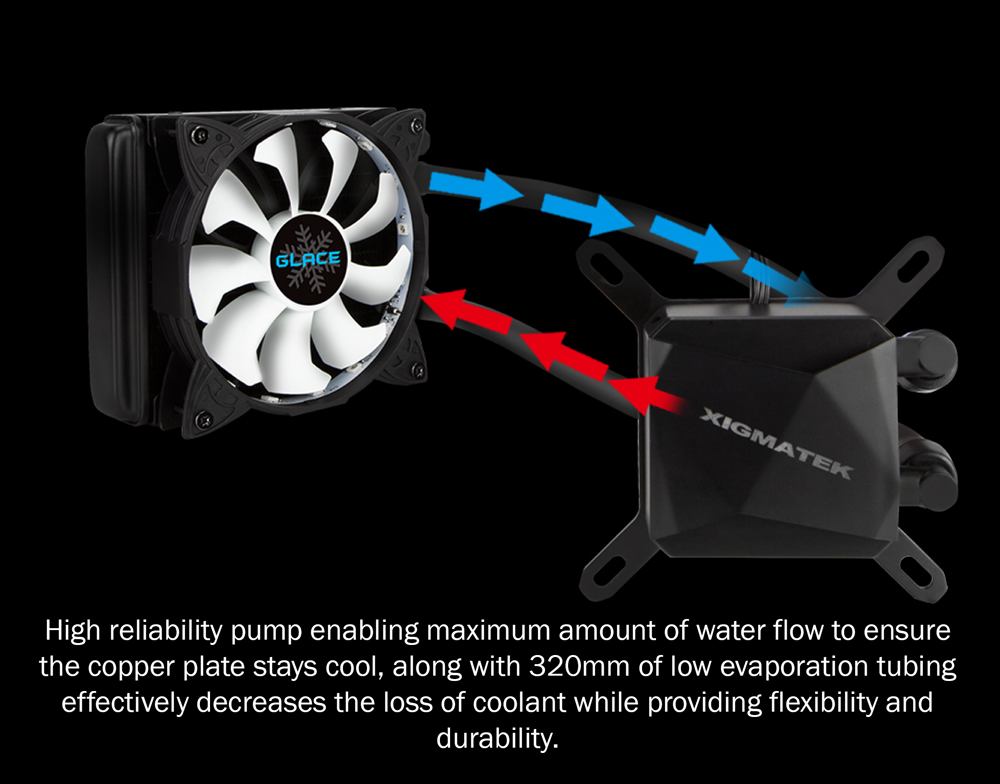 GLACE
XIGMATEK
High reliability pump enabling maximum amount of water flow to ensure
the copper plate stays cool, along with 320mm of low evaporation tubing
effectively decreases the loss of coolant while providing flexibility and
durability.